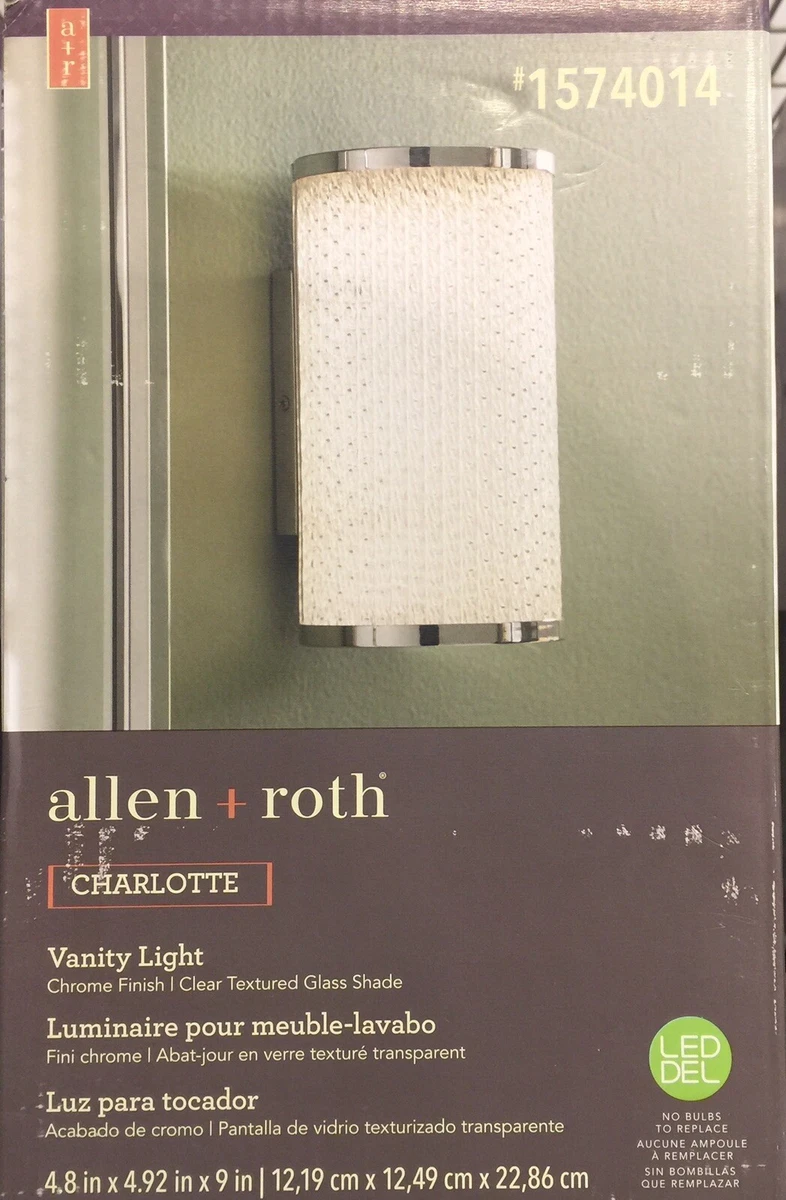 a+r
#1574014
allen + roth®
CHARLOTTE
Vanity Light
Chrome Finish | Clear Textured Glass Shade
Luminaire pour meuble-lavabo
Fini chrome | Abat-jour en verre texturé transparent
Luz para tocador
Acabado de cromo | Pantalla de vidrio texturizado transparente
4.8 in x 4.92 in x 9 in | 12,19 cm x 12,49 cm x 22,86 cm
LED
DEL
NO BULBS
TO REPLACE
AUCUNE AMPOULE
À REMPLACER
SIN BOMBILLAS
QUE REMPLAZAR